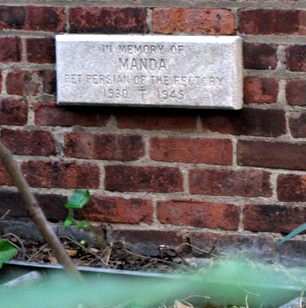 IN MEMORY OF
MANDA
PET PERSIAN OF THE RECTORY
1930 † 1945